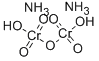 NH₃ NH₃
HO O O OH
Cr Cr
O O O O